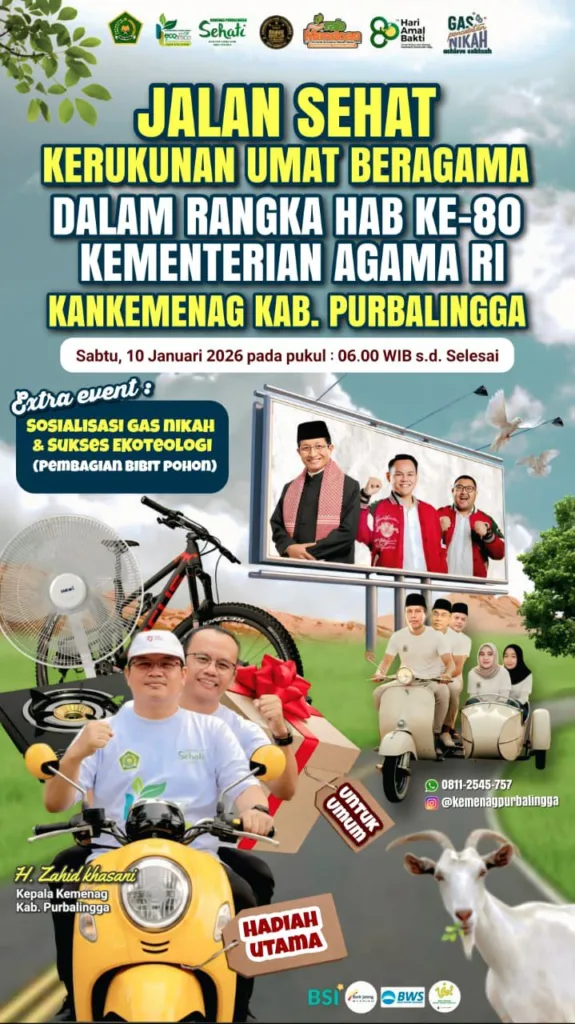 Sehati
Hari
Amal
Bakti
GAS
NIKAH
JALAN SEHAT
KERUKUNAN UMAT BERAGAMA
DALAM RANGKA HAB KE-80
KEMENTERIAN AGAMA RI
KANKEMENAG KAB. PURBALINGGA
Sabtu, 10 Januari 2026 pada pukul : 06.00 WIB s.d. Selesai
Extra event :
SOSIALISASI GAS NIKAH
& SUKSES EKOTEOLOGI
(PEMBAGIAN BIBIT POHON)
Sehati
0811-2545-757
@kemenagpurbalingga
UNTUK
UMUM
H. Zahid khasani
Kepala Kemenag
Kab. Purbalingga
HADIAH
UTAMA
BSI
BWS